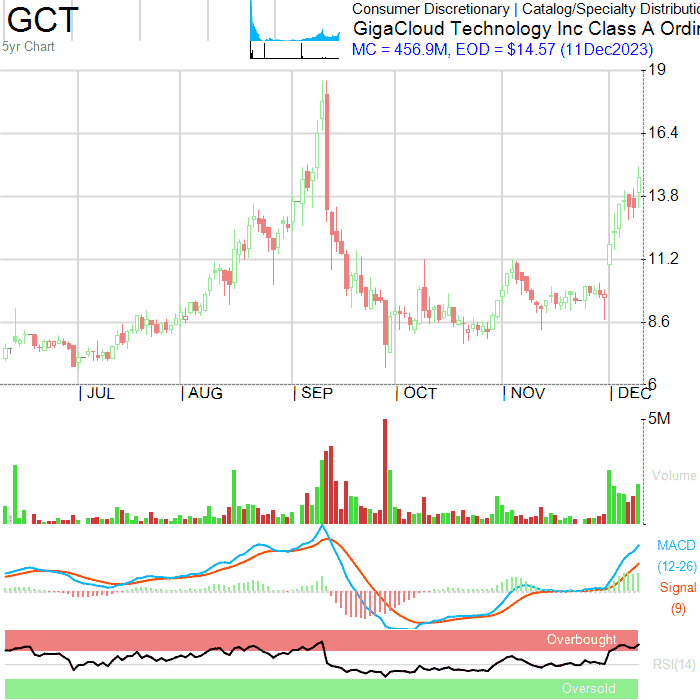 GCT
5yr Chart
Consumer Discretionary | Catalog/Specialty Distributio
GigaCloud Technology Inc Class A Ordin
MC = 456.9M, EOD = $14.57 (11Dec2023)
19
16.4
13.8
11.2
8.6
6
| JUL | AUG | SEP | OCT | NOV | DEC
5M
Volume
MACD
(12-26)
Signal
(9)
Overbought
RSI(14)
Oversold